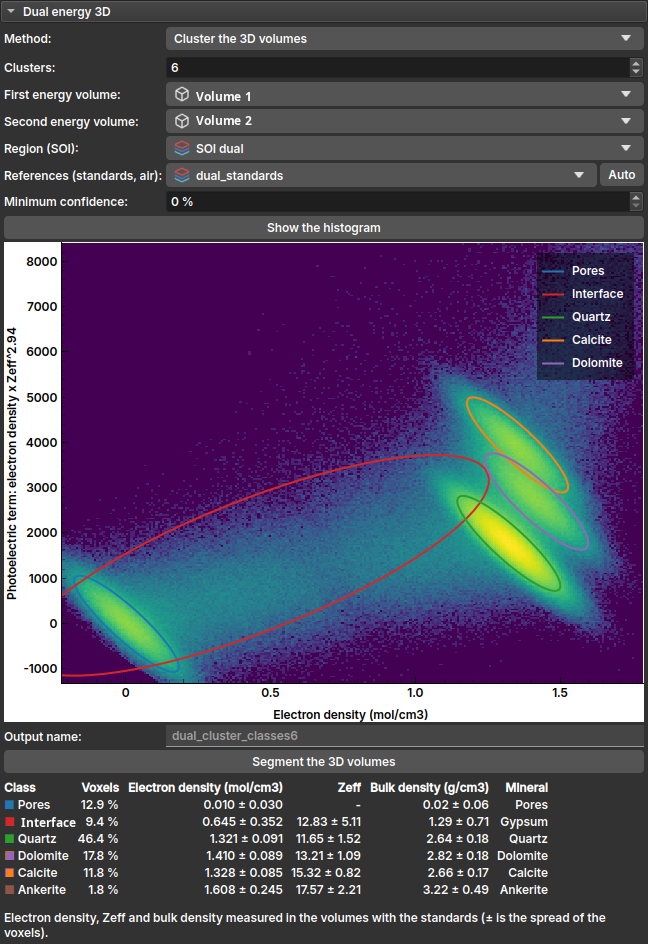 Dual energy 3D
Method: Cluster the 3D volumes
Clusters: 6
First energy volume: Volume 1
Second energy volume: Volume 2
Region (SOI): SOI dual
References (standards, air): dual_standards Auto
Minimum confidence: 0 %
Show the histogram
8000
7000
6000
5000
4000
3000
2000
1000
0
-1000
Photoelectric term: electron density x Zeff^2.94
Pores
Interface
Quartz
Calcite
Dolomite
0 0.5 1.0 1.5
Electron density (mol/cm3)
Output name: dual_cluster_classes6
Segment the 3D volumes
Class Voxels Electron density (mol/cm3) Zeff Bulk density (g/cm3) Mineral
Pores 12.9 % 0.010 ± 0.030 - 0.02 ± 0.06 Pores
Interface 9.4 % 0.645 ± 0.352 12.83 ± 5.11 1.29 ± 0.71 Gypsum
Quartz 46.4 % 1.321 ± 0.091 11.65 ± 1.52 2.64 ± 0.18 Quartz
Dolomite 17.8 % 1.410 ± 0.089 13.21 ± 1.09 2.82 ± 0.18 Dolomite
Calcite 11.8 % 1.328 ± 0.085 15.32 ± 0.82 2.66 ± 0.17 Calcite
Ankerite 1.8 % 1.608 ± 0.245 17.57 ± 2.21 3.22 ± 0.49 Ankerite
Electron density, Zeff and bulk density measured in the volumes with the standards (± is the spread of the
voxels).